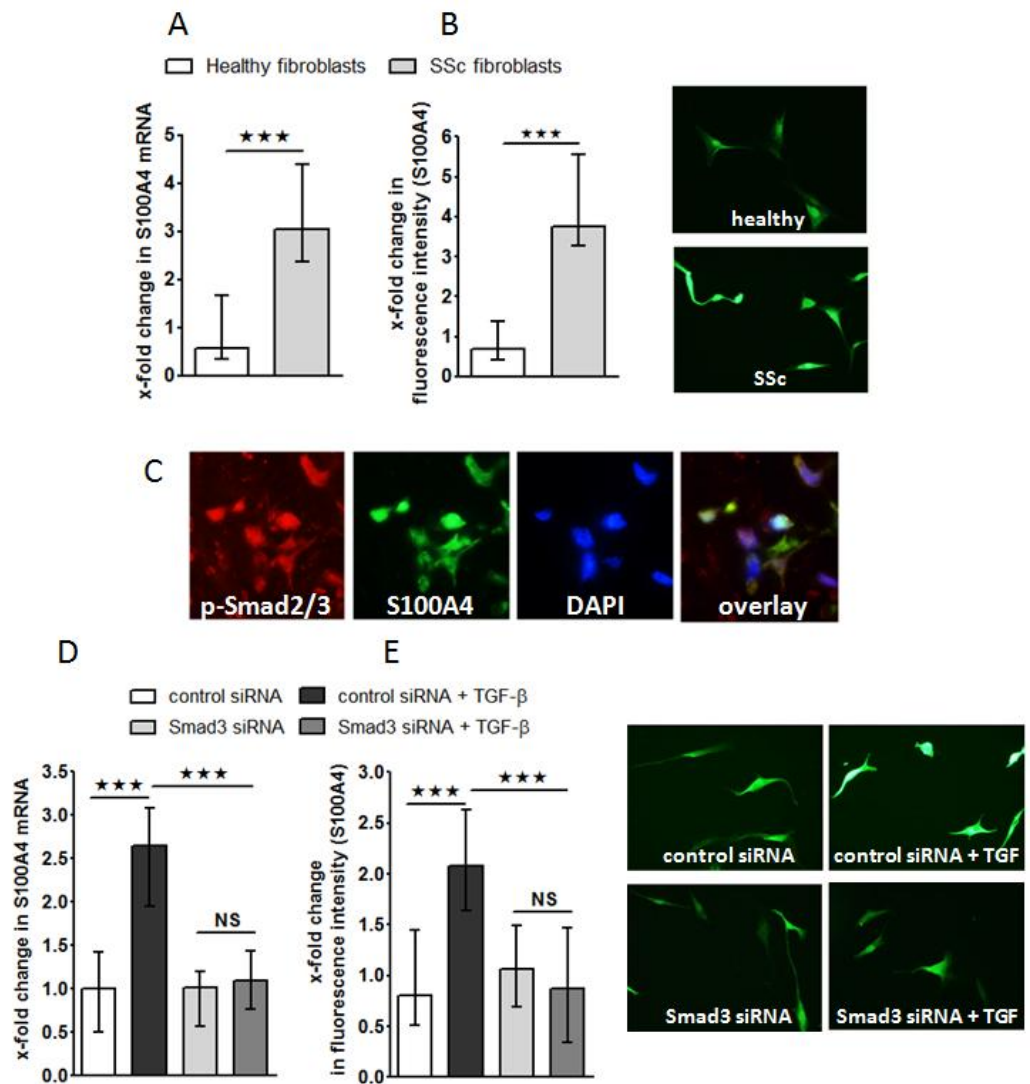 A
B
Healthy fibroblasts
SSc fibroblasts
x-fold change in S100A4 mRNA
5
4
3
2
1
0
★★★
x-fold change in
fluorescence intensity (S100A4)
6
5
4
3
2
1
0
★★★
healthy
SSc
C
p-Smad2/3
S100A4
DAPI
overlay
D
E
control siRNA
control siRNA + TGF-β
Smad3 siRNA
Smad3 siRNA + TGF-β
x-fold change in S100A4 mRNA
3.5
3.0
2.5
2.0
1.5
1.0
0.5
0.0
★★★
★★★
NS
x-fold change
in fluorescence intensity (S100A4)
3.0
2.5
2.0
1.5
1.0
0.5
0.0
★★★
★★★
NS
control siRNA
control siRNA + TGF
Smad3 siRNA
Smad3 siRNA + TGF